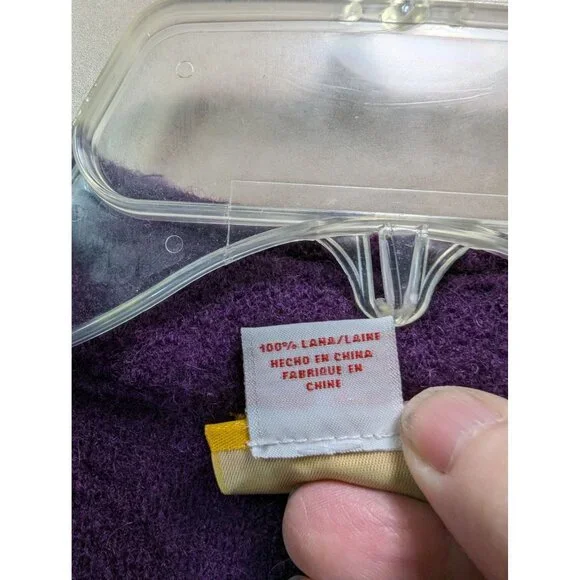 100% LANA/LAINE
HECHO EN CHINA
FABRIQUE EN
CHINE